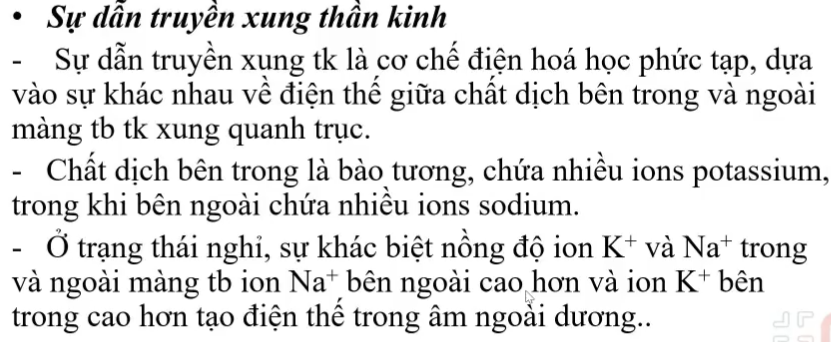 • Sự dẫn truyền xung thần kinh
- Sự dẫn truyền xung tk là cơ chế điện hoá học phức tạp, dựa
vào sự khác nhau về điện thế giữa chất dịch bên trong và ngoài
màng tb tk xung quanh trục.
- Chất dịch bên trong là bào tương, chứa nhiều ions potassium,
trong khi bên ngoài chứa nhiều ions sodium.
- Ở trạng thái nghỉ, sự khác biệt nồng độ ion K⁺ và Na⁺ trong
và ngoài màng tb ion Na⁺ bên ngoài cao hơn và ion K⁺ bên
trong cao hơn tạo điện thế trong âm ngoài dương..